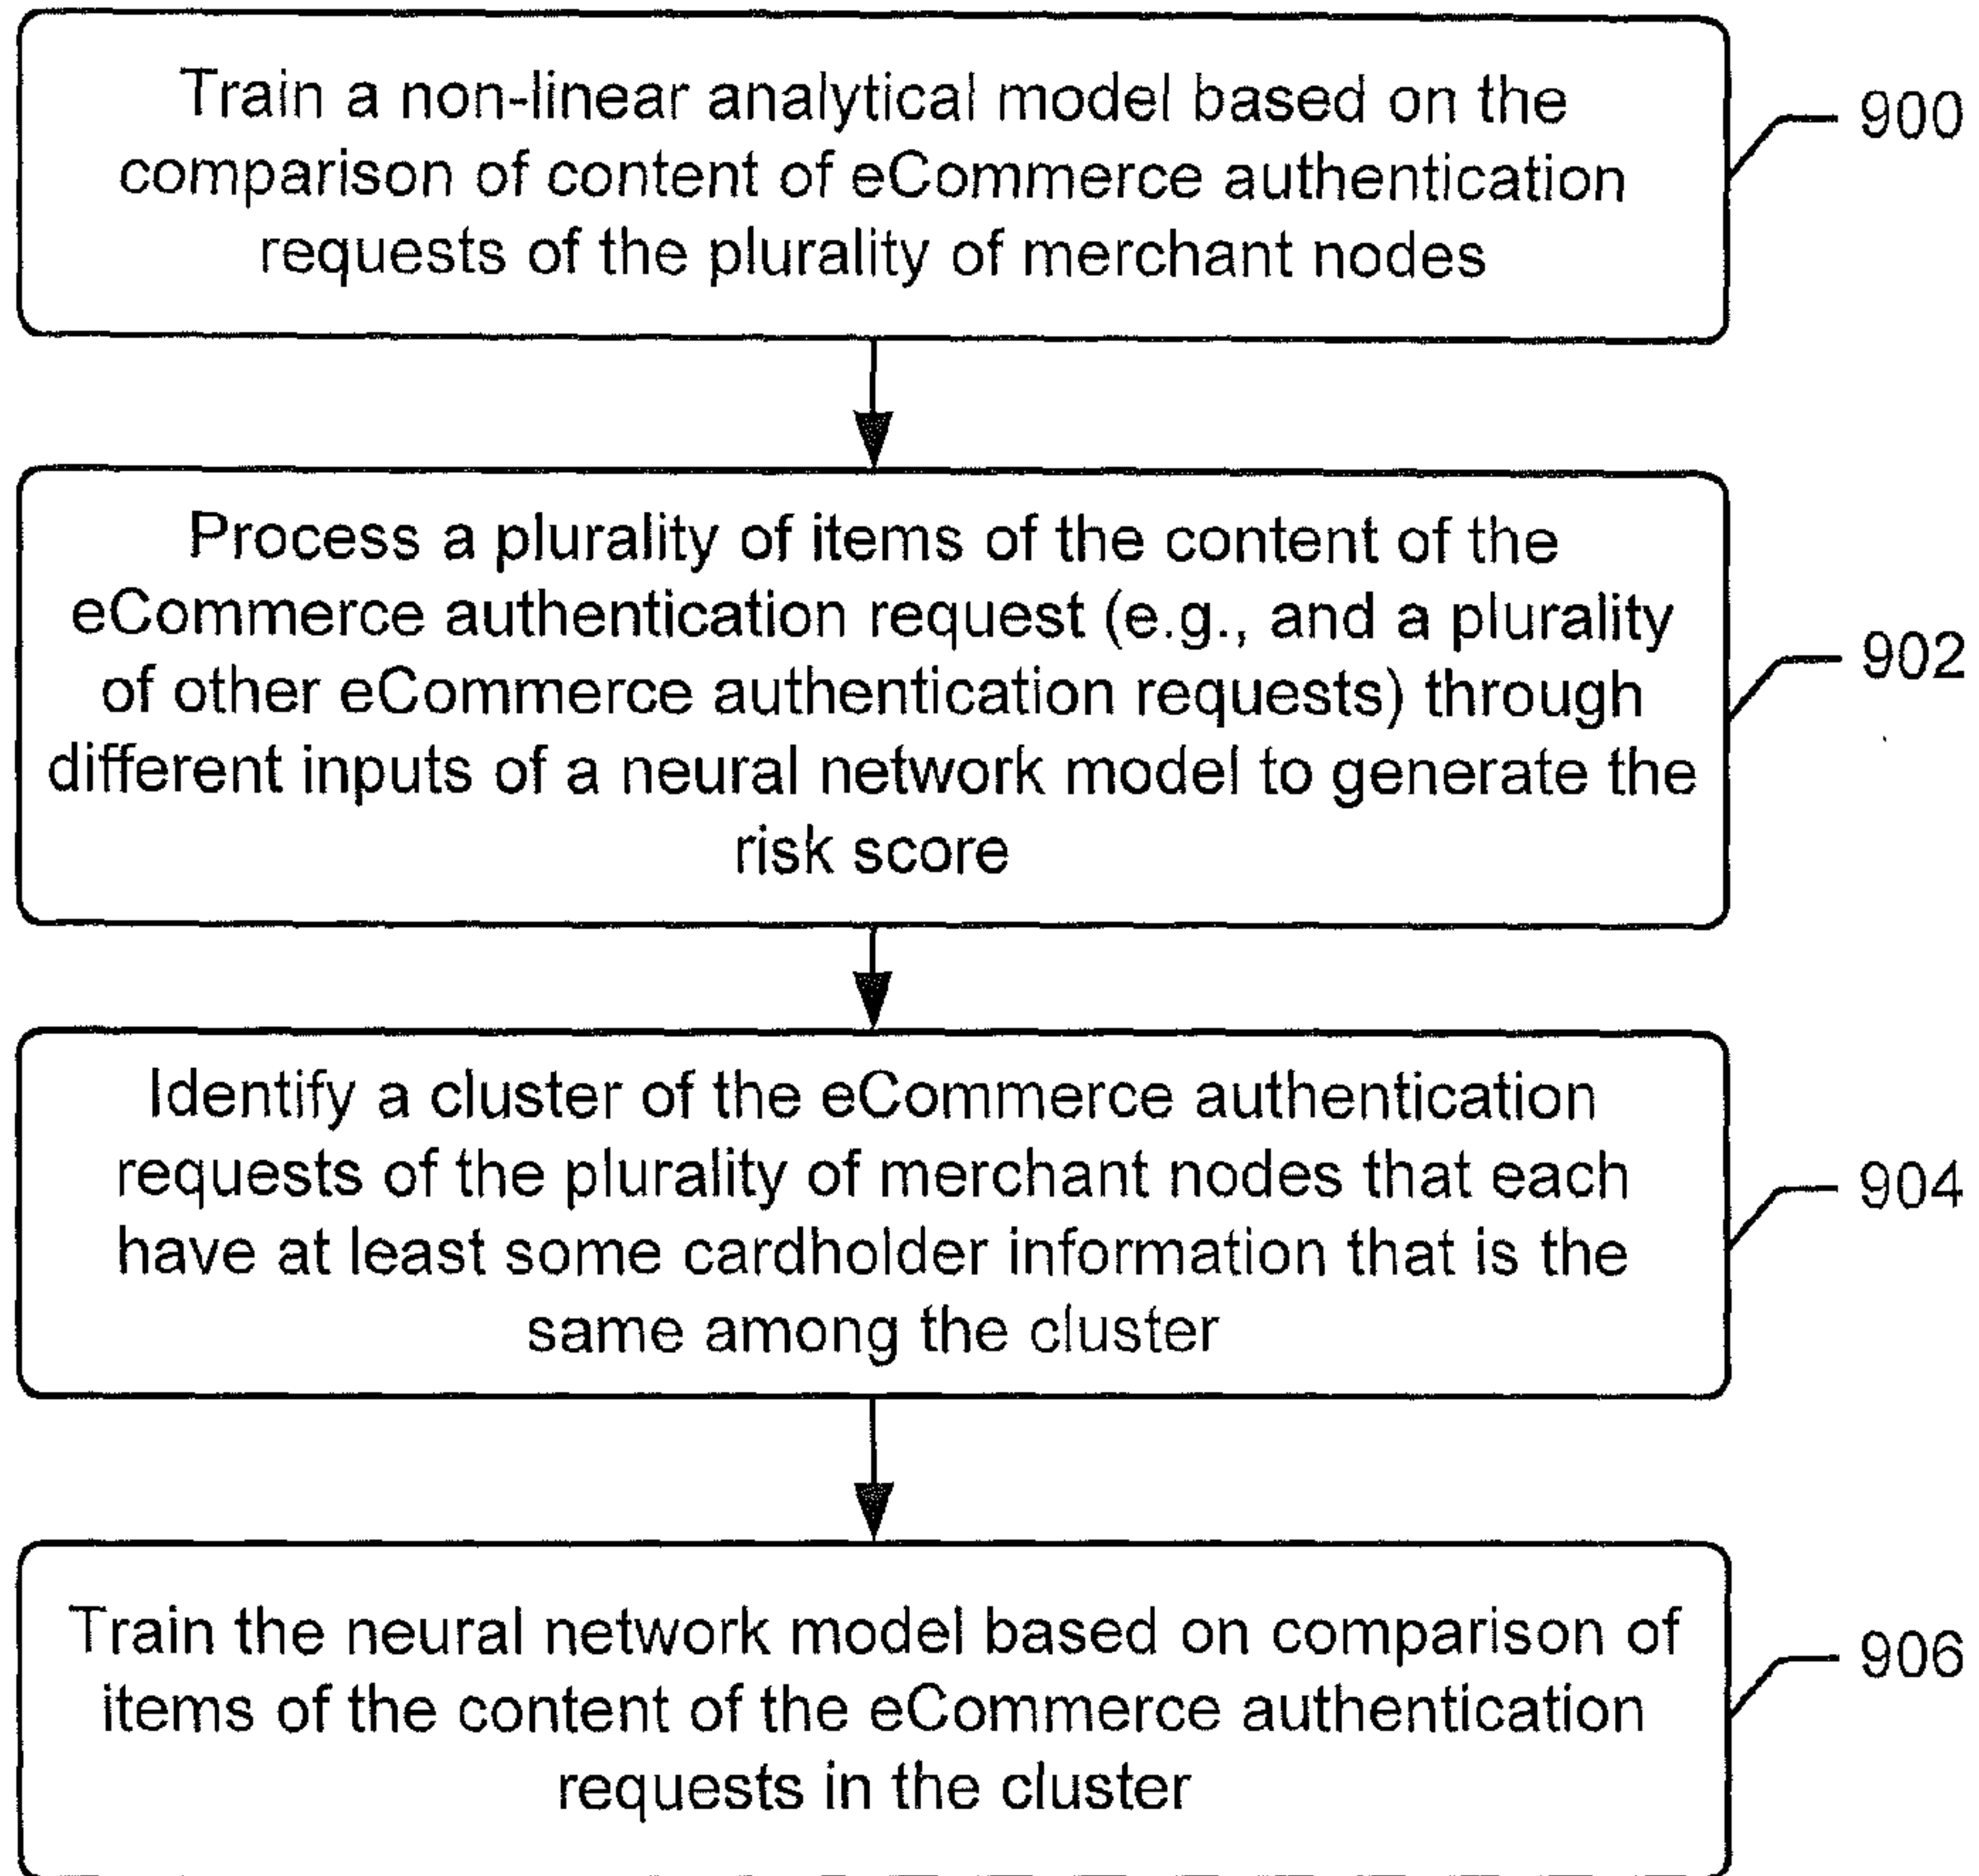 Train a non-linear analytical model based on the
comparison of content of eCommerce authentication
requests of the plurality of merchant nodes
900
Process a plurality of items of the content of the
eCommerce authentication request (e.g., and a plurality
of other eCommerce authentication requests) through
different inputs of a neural network model to generate the
risk score
902
Identify a cluster of the eCommerce authentication
requests of the plurality of merchant nodes that each
have at least some cardholder information that is the
same among the cluster
904
Train the neural network model based on comparison of
items of the content of the eCommerce authentication
requests in the cluster
906